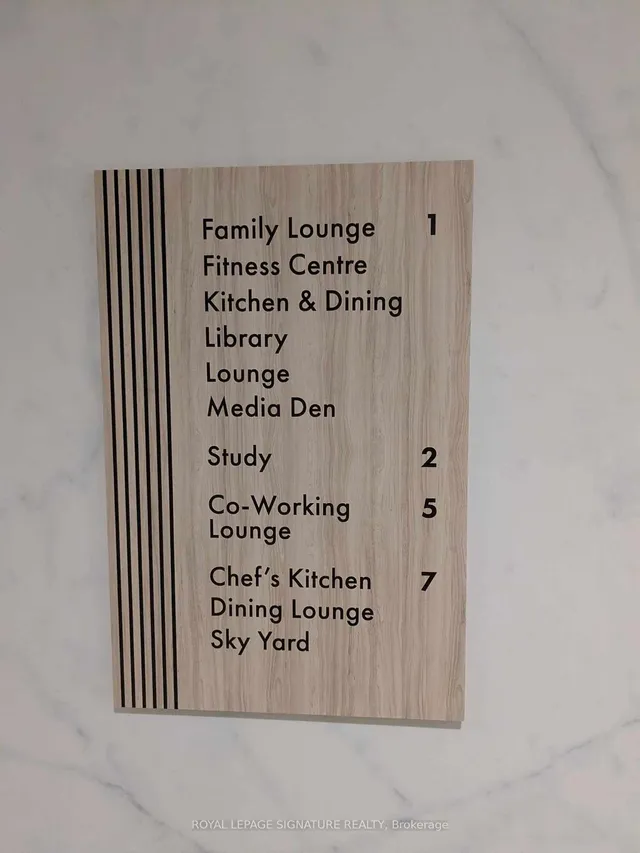 Family Lounge 1
Fitness Centre
Kitchen & Dining
Library
Lounge
Media Den
Study 2
Co-Working 5
Lounge
Chef's Kitchen 7
Dining Lounge
Sky Yard
ROYAL LEPAGE SIGNATURE REALTY, Brokerage